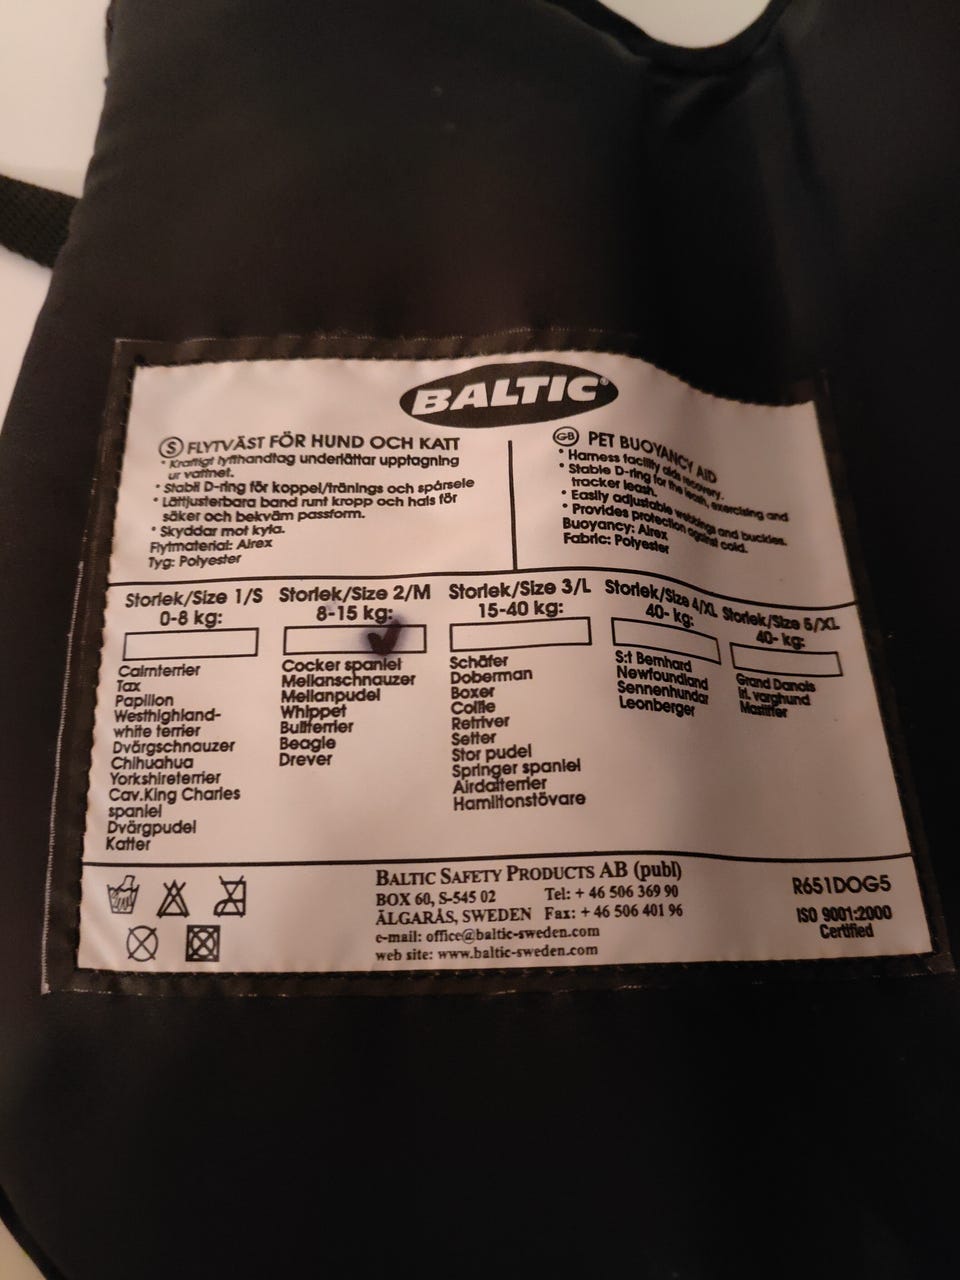 BALTIC®
Ⓢ FLYTVÄST FÖR HUND OCH KATT
* Kraftigt lyfthandtag underlättar upptagning
ur vattnet.
* Stabil D-ring för koppel/tränings och spårsele
* Lättjusterbara band runt kropp och hals för
säker och bekväm passform.
* Skyddar mot kyla.
Flytmaterial: Airex
Tyg: Polyester
GB PET BUOYANCY AID
* Harness facility aids recovery.
* Stable D-ring for the leash, exercising and
tracker leash.
* Easily adjustable webbings and buckles.
* Provides protection against cold.
Buoyancy: Airex
Fabric: Polyester
Storlek/Size 1/S
0-8 kg:
Cairnterrier
Tax
Papillon
Westhighland-
white terrier
Dvärgschnauzer
Chihuahua
Yorkshireterrier
Cav.King Charles
spaniel
Dvärgpudel
Katter
Storlek/Size 2/M
8-15 kg:
✓
Cocker spaniel
Mellanschnauzer
Mellanpudel
Whippet
Bullterrier
Beagle
Drever
Storlek/Size 3/L
15-40 kg:
Schäfer
Doberman
Boxer
Collie
Retriver
Setter
Stor pudel
Springer spaniel
Airdalterrier
Hamiltonstövare
Storlek/Size 4/XL
40- kg:
S:t Bernhard
Newfoundland
Sennenhundar
Leonberger
Storlek/Size 5/XL
40- kg:
Grand Danois
Irl. varghund
Mastiffer
BALTIC SAFETY PRODUCTS AB (publ)
BOX 60, S-545 02 Tel: + 46 506 369 90
ÄLGARÅS, SWEDEN Fax: + 46 506 401 96
e-mail: office@baltic-sweden.com
web site: www.baltic-sweden.com
R651DOG5
ISO 9001:2000
Certified